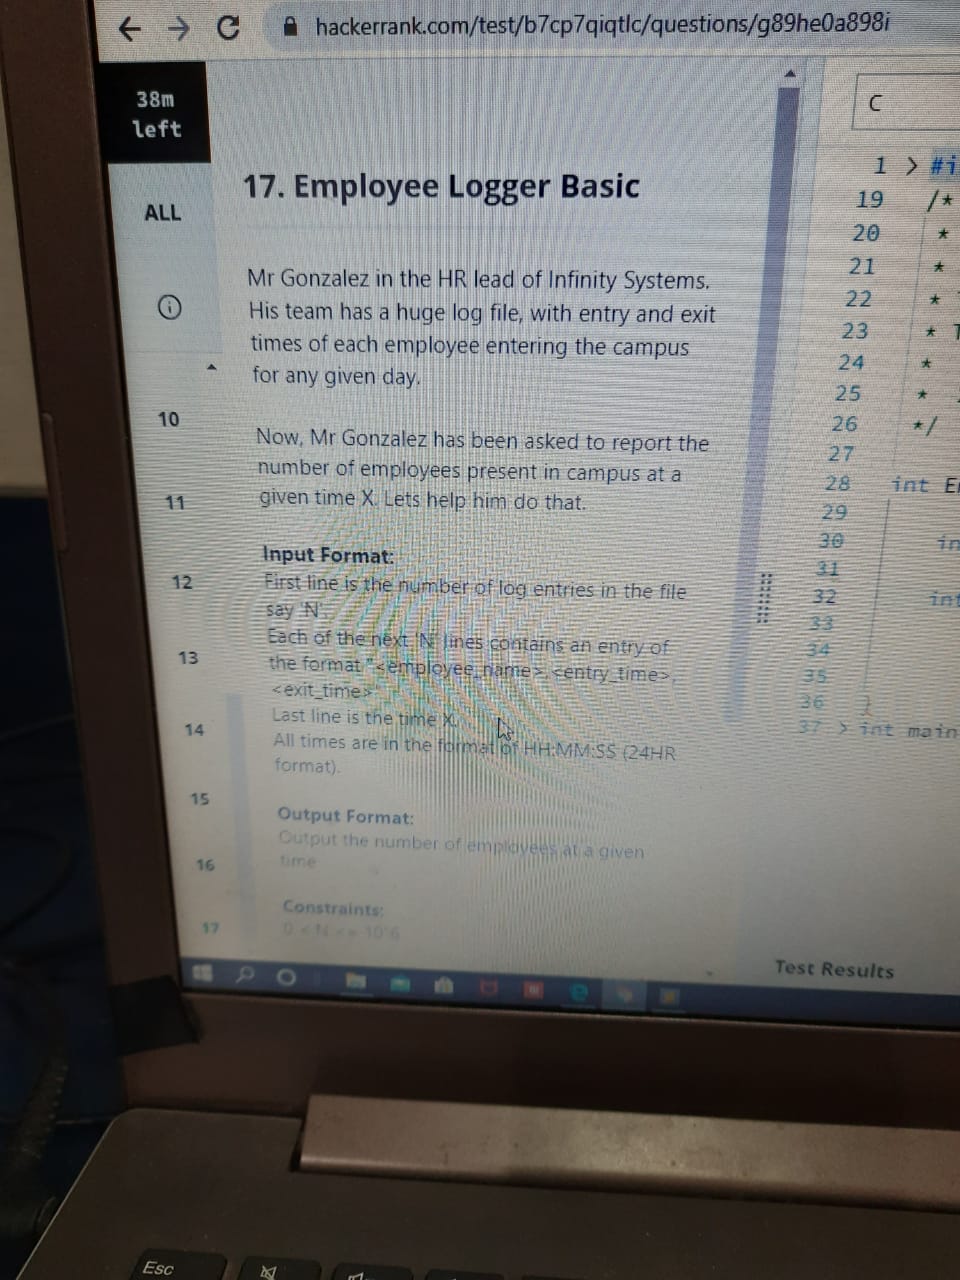 hackerrank.com/test/b7cp7qiqtlc/questions/g89he0a898i
38m
left
ALL
10
11
12
13
14
15
16
17
17. Employee Logger Basic
Mr Gonzalez in the HR lead of Infinity Systems.
His team has a huge log file, with entry and exit
times of each employee entering the campus
for any given day.
Now, Mr Gonzalez has been asked to report the
number of employees present in campus at a
given time X. Lets help him do that.
Input Format:
First line is the number of log entries in the file
say 'N'.
Each of the next 'N' lines contains an entry of
the format "<employee_name>, <entry_time>,
<exit_time>"
Last line is the time X.
All times are in the format of HH:MM:SS (24HR
format).
Output Format:
Output the number of employees at a given
time
Constraints:
0 < N <= 10^6
C
1 > #i
19 /*
20 *
21 *
22 *
23 * T
24 *
25 *
26 */
27
28 int E
29
30 in
31
32 int
33
34
35
36 }
37 > int main
Test Results
Esc